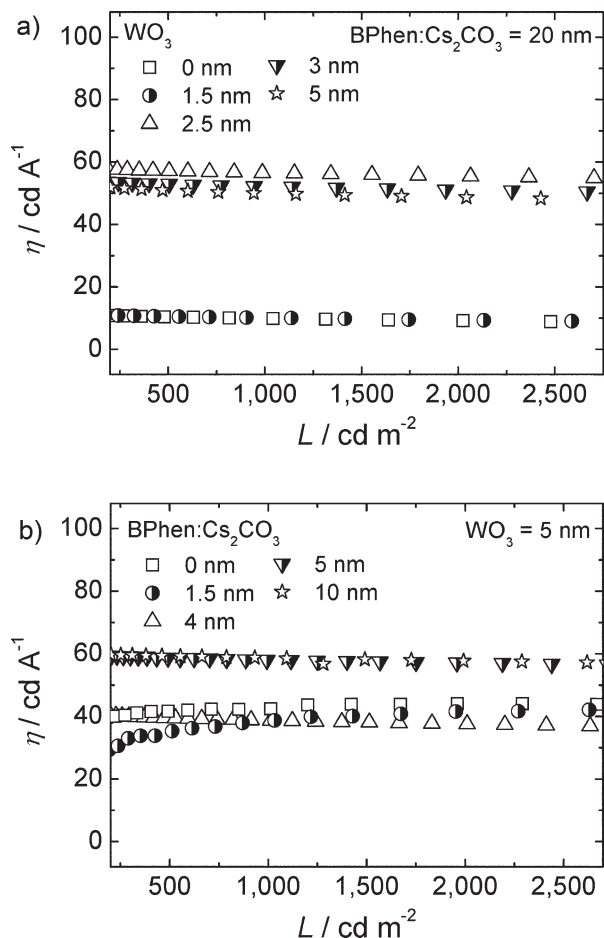 a)
WO₃ BPhen:Cs₂CO₃ = 20 nm
0 nm 3 nm
1.5 nm 5 nm
2.5 nm
100
80
60
40
20
0
η / cd A⁻¹
500 1,000 1,500 2,000 2,500
L / cd m⁻²
b)
BPhen:Cs₂CO₃ WO₃ = 5 nm
0 nm 5 nm
1.5 nm 10 nm
4 nm
100
80
60
40
20
0
η / cd A⁻¹
500 1,000 1,500 2,000 2,500
L / cd m⁻²